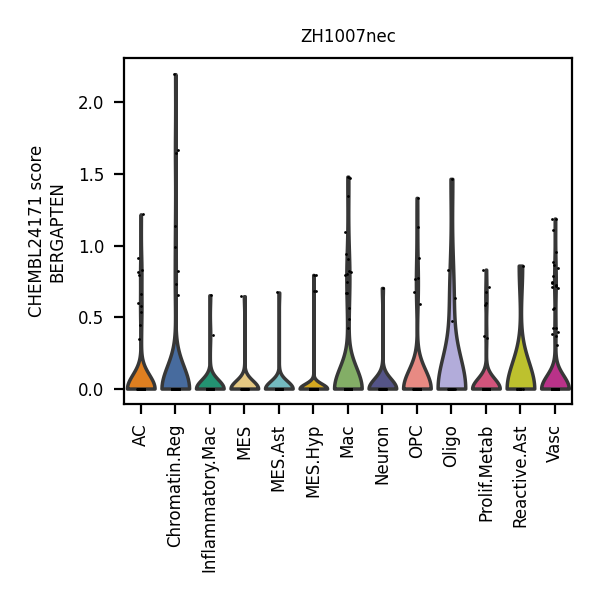 ZH1007nec
CHEMBL24171 score
BERGAPTEN
2.0
1.5
1.0
0.5
0.0
AC
Chromatin.Reg
Inflammatory.Mac
MES
MES.Ast
MES.Hyp
Mac
Neuron
OPC
Oligo
Prolif.Metab
Reactive.Ast
Vasc